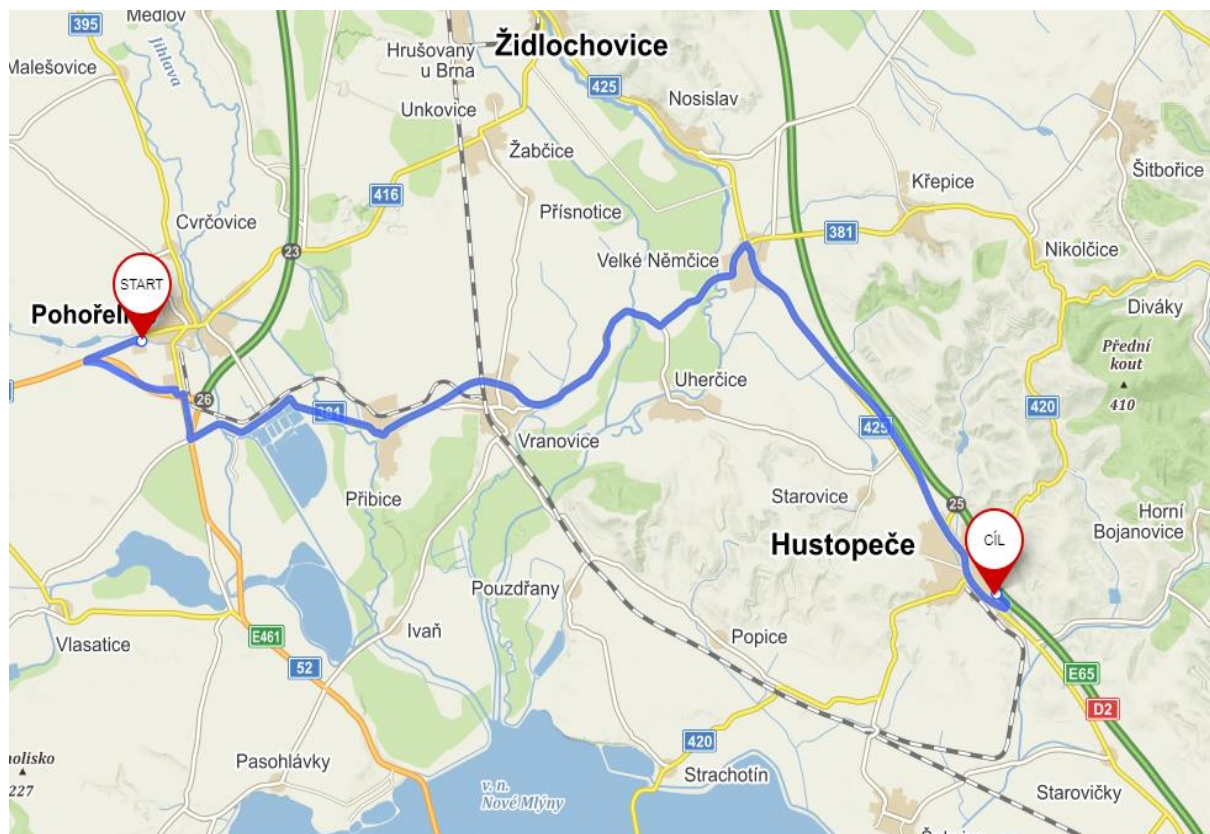 Medlov
395
Jihlava
Malešovice
Hrušovany
u Brna
Židlochovice
425
Nosislav
Unkovice
Žabčice
Šitbořice
Křepice
416
Přísnotice
Cvrčovice
381
23
Velké Němčice
Nikolčice
START
Diváky
Pohořeli
Přední
kout
410
Uherčice
26
381
420
425
Vranovice
Přibice
Starovice
25
Horní
Bojanovice
Hustopeče
CÍL
Pouzdřany
Ivaň
Popice
Vlasatice
E461
52
E65
D2
420
Pasohlávky
Strachotín
v. n.
Nové Mlýny
Starovičky
227